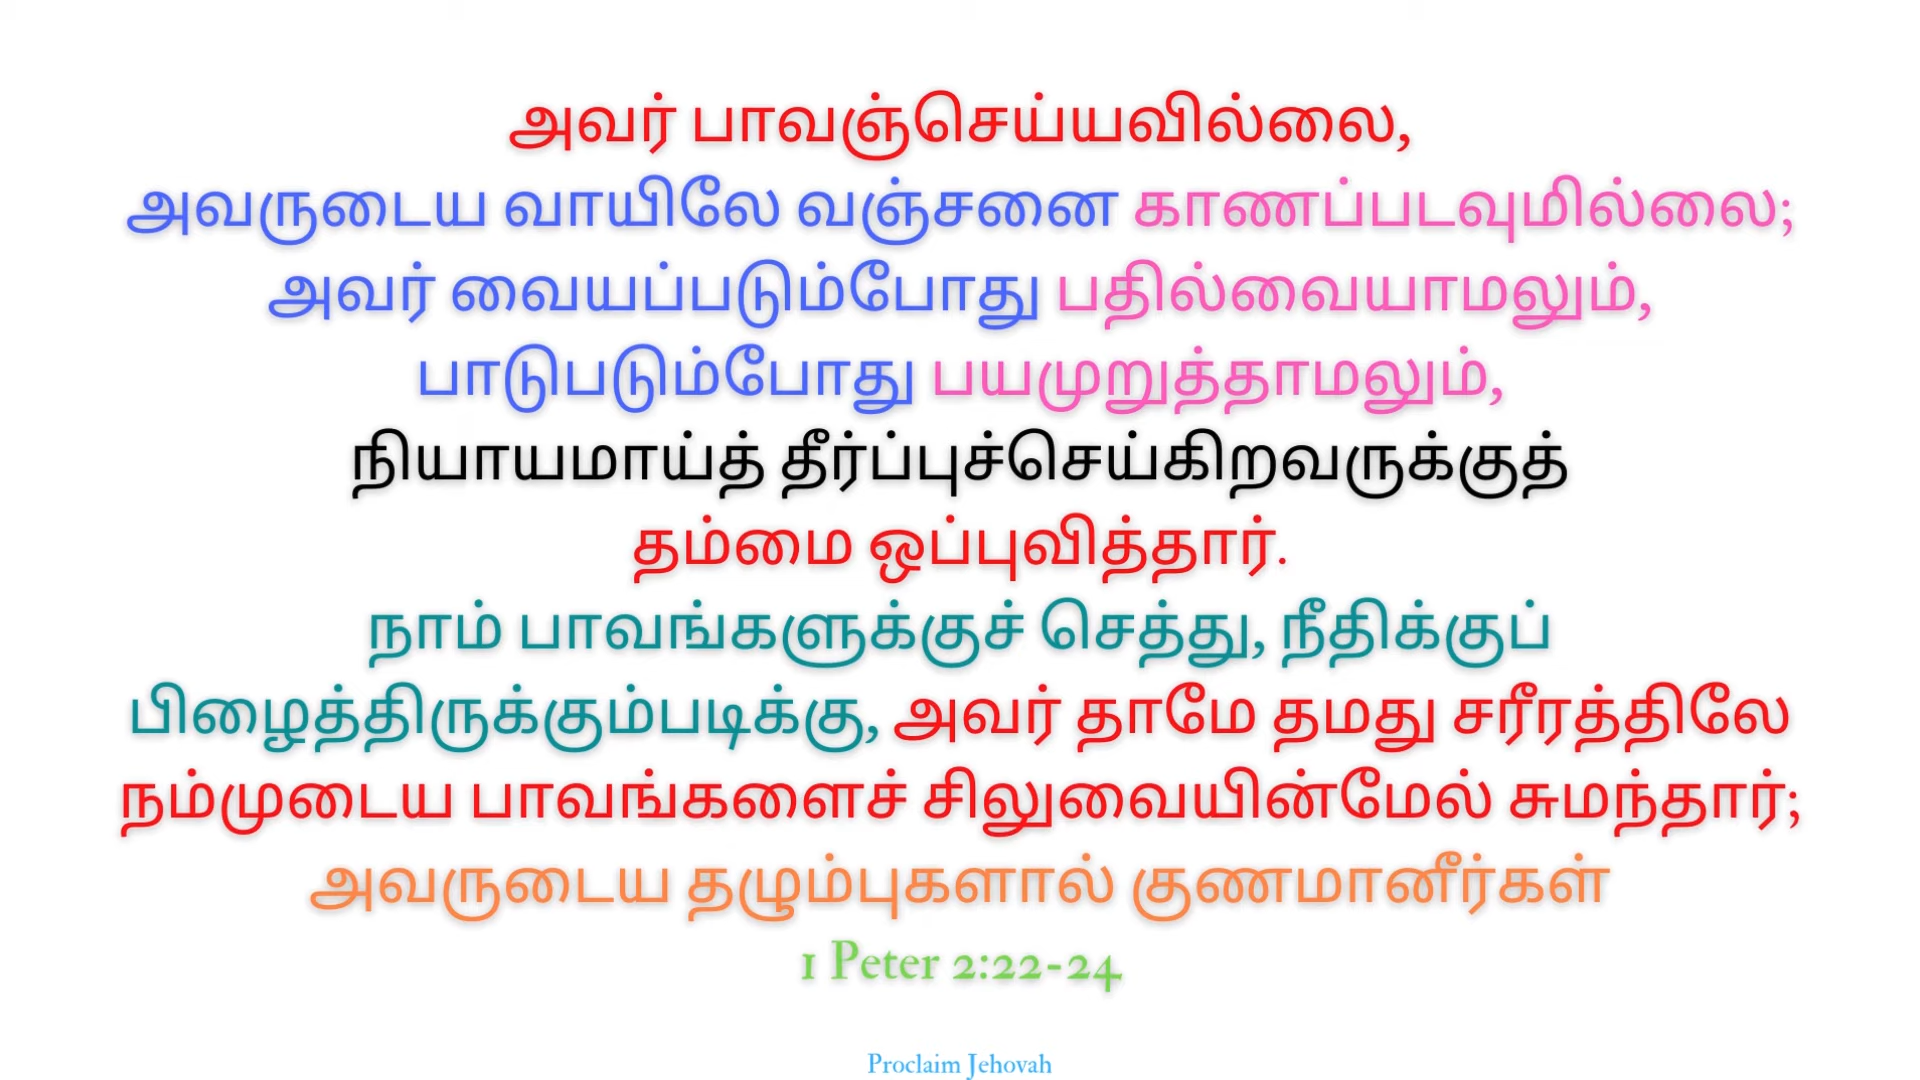 அவர் பாவஞ்செய்யவில்லை,
அவருடைய வாயிலே வஞ்சனை காணப்படவுமில்லை;
அவர் வையப்படும்போது பதில்வையாமலும்,
பாடுபடும்போது பயமுறுத்தாமலும்,
நியாயமாய்த் தீர்ப்புச்செய்கிறவருக்குத்
தம்மை ஒப்புவித்தார்.
நாம் பாவங்களுக்குச் செத்து, நீதிக்குப்
பிழைத்திருக்கும்படிக்கு, அவர் தாமே தமது சரீரத்திலே
நம்முடைய பாவங்களைச் சிலுவையின்மேல் சுமந்தார்;
அவருடைய தழும்புகளால் குணமானீர்கள்
1 Peter 2:22-24
Proclaim Jehovah